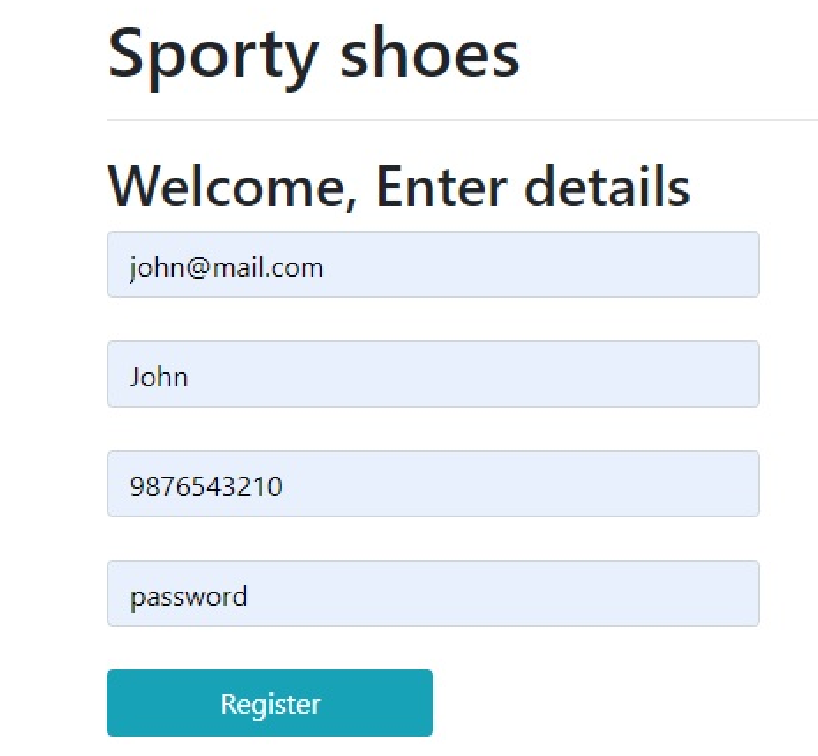 Sporty shoes
Welcome, Enter details
john@mail.com
John
9876543210
password
Register